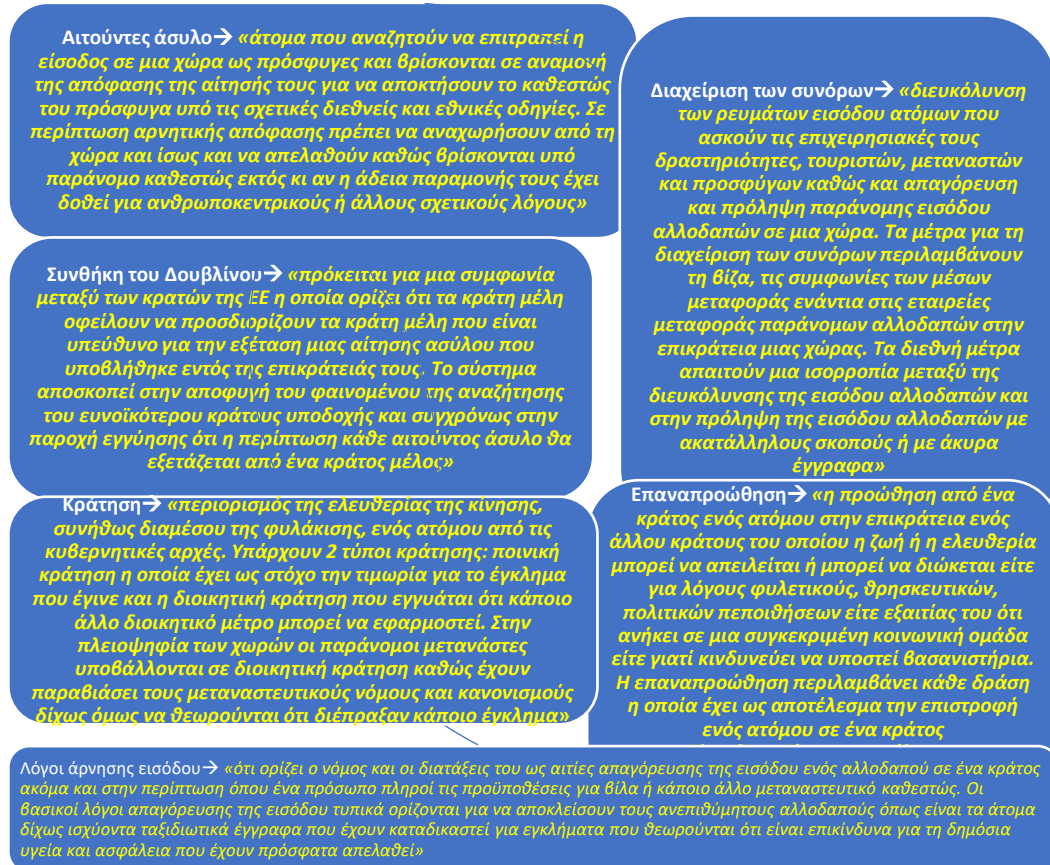 Αιτούντες άσυλο→ «άτομα που αναζητούν να επιτραπεί η
είσοδος σε μια χώρα ως πρόσφυγες και βρίσκονται σε αναμονή
της απόφασης της αίτησής τους για να αποκτήσουν το καθεστώς
του πρόσφυγα υπό τις σχετικές διεθνείς και εθνικές οδηγίες. Σε
περίπτωση αρνητικής απόφασης πρέπει να αναχωρήσουν από τη
χώρα και ίσως και να απελαθούν καθώς βρίσκονται υπό
παράνομο καθεστώς εκτός κι αν η άδεια παραμονής τους έχει
δοθεί για ανθρωποκεντρικούς ή άλλους σχετικούς λόγους»
Διαχείριση των συνόρων→ «διευκόλυνση
των ρευμάτων εισόδου ατόμων που
ασκούν τις επιχειρησιακές τους
δραστηριότητες, τουριστών, μεταναστών
και προσφύγων καθώς και απαγόρευση
και πρόληψη παράνομης εισόδου
αλλοδαπών σε μια χώρα. Τα μέτρα για τη
διαχείριση των συνόρων περιλαμβάνουν
τη βίζα, τις συμφωνίες των μέσων
μεταφοράς ενάντια στις εταιρείες
μεταφοράς παράνομων αλλοδαπών στην
επικράτεια μιας χώρας. Τα διεθνή μέτρα
απαιτούν μια ισορροπία μεταξύ της
διευκόλυνσης της εισόδου αλλοδαπών και
στην πρόληψη της εισόδου αλλοδαπών με
ακατάλληλους σκοπούς ή με άκυρα
έγγραφα»
Συνθήκη του Δουβλίνου→ «πρόκειται για μια συμφωνία
μεταξύ των κρατών της ΕΕ η οποία ορίζει ότι τα κράτη μέλη
οφείλουν να προσδιορίζουν τα κράτη μέλη που είναι
υπεύθυνο για την εξέταση μιας αίτησης ασύλου που
υποβλήθηκε εντός της επικράτειάς τους. Το σύστημα
αποσκοπεί στην αποφυγή του φαινομένου της αναζήτησης
του ευνοϊκότερου κράτους υποδοχής και συγχρόνως στην
παροχή εγγύησης ότι η περίπτωση κάθε αιτούντος άσυλο θα
εξετάζεται από ένα κράτος μέλος»
Κράτηση→ «περιορισμός της ελευθερίας της κίνησης,
συνήθως διαμέσου της φυλάκισης, ενός ατόμου από τις
κυβερνητικές αρχές. Υπάρχουν 2 τύποι κράτησης: ποινική
κράτηση η οποία έχει ως στόχο την τιμωρία για το έγκλημα
που έγινε και η διοικητική κράτηση που εγγυάται ότι κάποιο
άλλο διοικητικό μέτρο μπορεί να εφαρμοστεί. Στην
πλειοψηφία των χωρών οι παράνομοι μετανάστες
υποβάλλονται σε διοικητική κράτηση καθώς έχουν
παραβιάσει τους μεταναστευτικούς νόμους και κανονισμούς
δίχως όμως να θεωρούνται ότι διέπραξαν κάποιο έγκλημα»
Επαναπροώθηση→ «η προώθηση από ένα
κράτος ενός ατόμου στην επικράτεια ενός
άλλου κράτους του οποίου η ζωή ή η ελευθερία
μπορεί να απειλείται ή μπορεί να διώκεται είτε
για λόγους φυλετικούς, θρησκευτικών,
πολιτικών πεποιθήσεων είτε εξαιτίας του ότι
ανήκει σε μια συγκεκριμένη κοινωνική ομάδα
είτε γιατί κινδυνεύει να υποστεί βασανιστήρια.
Η επαναπροώθηση περιλαμβάνει κάθε δράση
η οποία έχει ως αποτέλεσμα την επιστροφή
ενός ατόμου σε ένα κράτος
Λόγοι άρνησης εισόδου→ «ότι ορίζει ο νόμος και οι διατάξεις του ως αιτίες απαγόρευσης της εισόδου ενός αλλοδαπού σε ένα κράτος
ακόμα και στην περίπτωση όπου ένα πρόσωπο πληροί τις προϋποθέσεις για βίλα ή κάποιο άλλο μεταναστευτικό καθεστώς. Οι
βασικοί λόγοι απαγόρευσης της εισόδου τυπικά ορίζονται για να αποκλείσουν τους ανεπιθύμητους αλλοδαπούς όπως είναι τα άτομα
δίχως ισχύοντα ταξιδιωτικά έγγραφα που έχουν καταδικαστεί για εγκλήματα που θεωρούνται ότι είναι επικίνδυνα για τη δημόσια
υγεία και ασφάλεια που έχουν πρόσφατα απελαθεί»